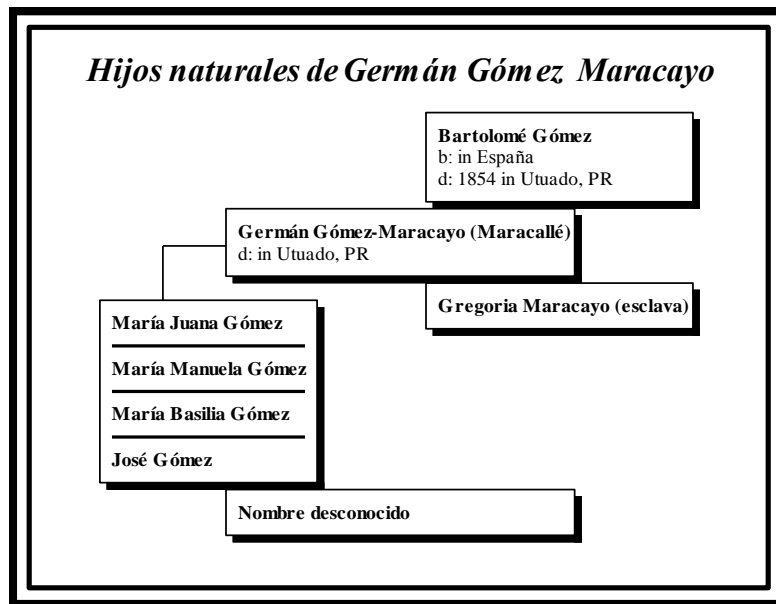 Hijos naturales de Germán Gómez Maracayo
Bartolomé Gómez
b: in España
d: 1854 in Utuado, PR
Germán Gómez-Maracayo (Maracallé)
d: in Utuado, PR
Gregoria Maracayo (esclava)
María Juana Gómez
María Manuela Gómez
María Basilia Gómez
José Gómez
Nombre desconocido